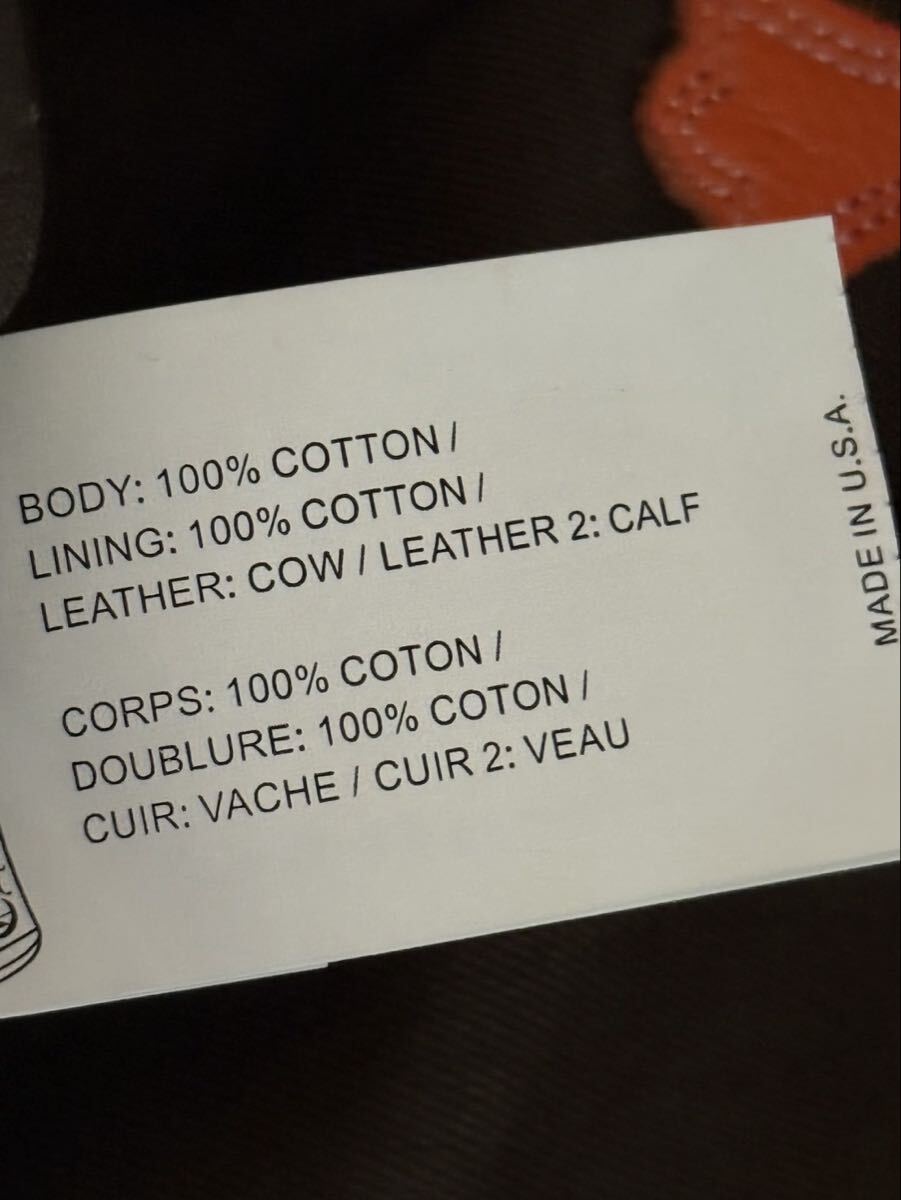 BODY: 100% COTTON /
LINING: 100% COTTON /
LEATHER: COW / LEATHER 2: CALF
CORPS: 100% COTON /
DOUBLURE: 100% COTON /
CUIR: VACHE / CUIR 2: VEAU
MADE IN U.S.A.